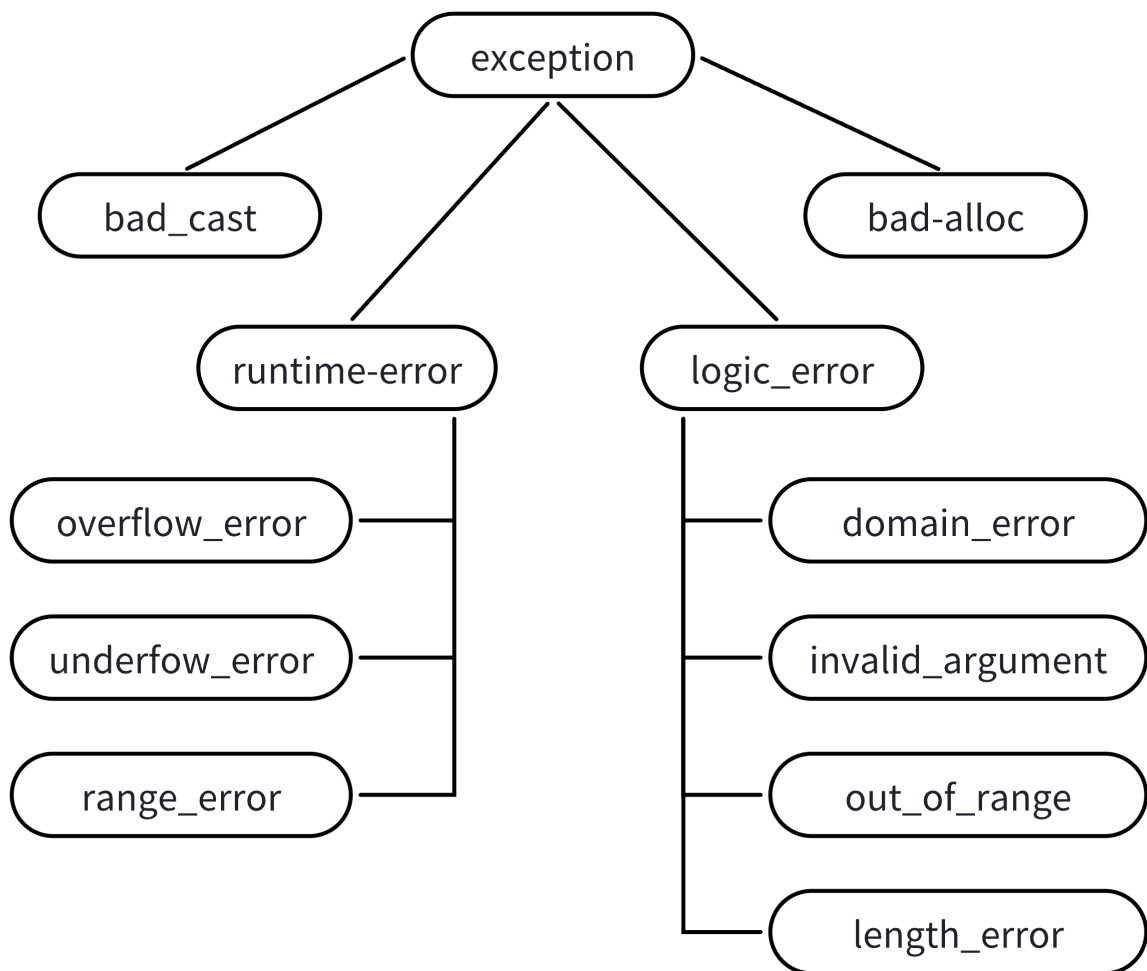 exception
bad_cast
bad-alloc
runtime-error
logic_error
overflow_error
domain_error
underfow_error
invalid_argument
range_error
out_of_range
length_error